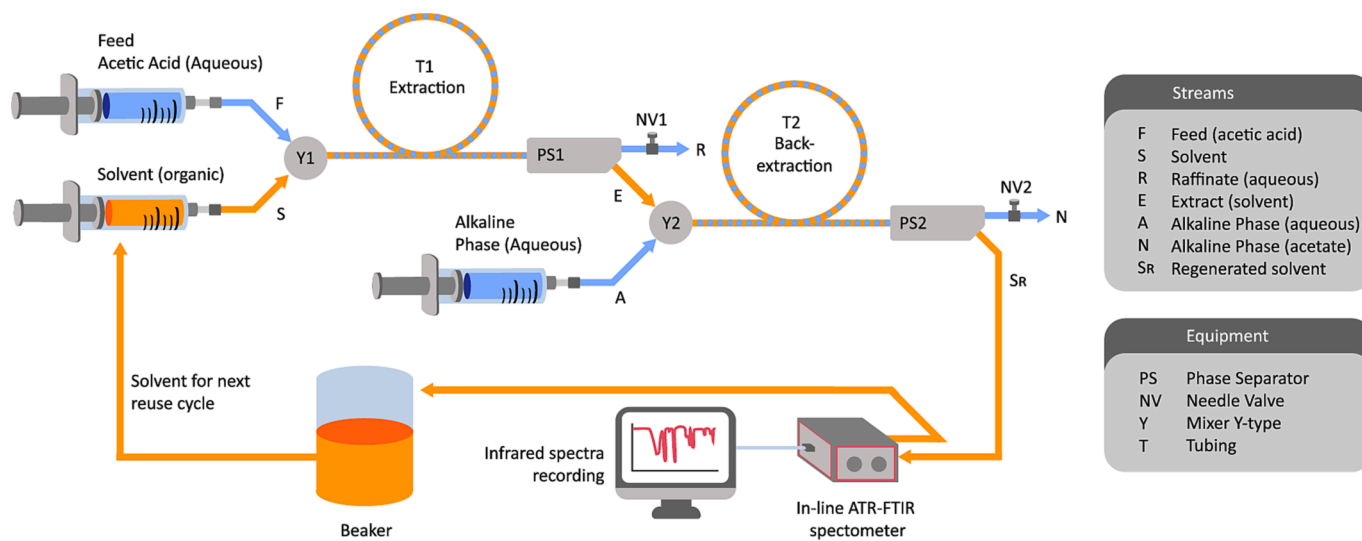 Feed
Acetic Acid (Aqueous)
F
Solvent (organic)
S
Y1
T1
Extraction
PS1
NV1
R
E
Alkaline
Phase (Aqueous)
A
Y2
T2
Back-
extraction
PS2
NV2
N
SR
Solvent for next
reuse cycle
Beaker
Infrared spectra
recording
In-line ATR-FTIR
spectometer
Streams
F Feed (acetic acid)
S Solvent
R Raffinate (aqueous)
E Extract (solvent)
A Alkaline Phase (aqueous)
N Alkaline Phase (acetate)
SR Regenerated solvent
Equipment
PS Phase Separator
NV Needle Valve
Y Mixer Y-type
T Tubing